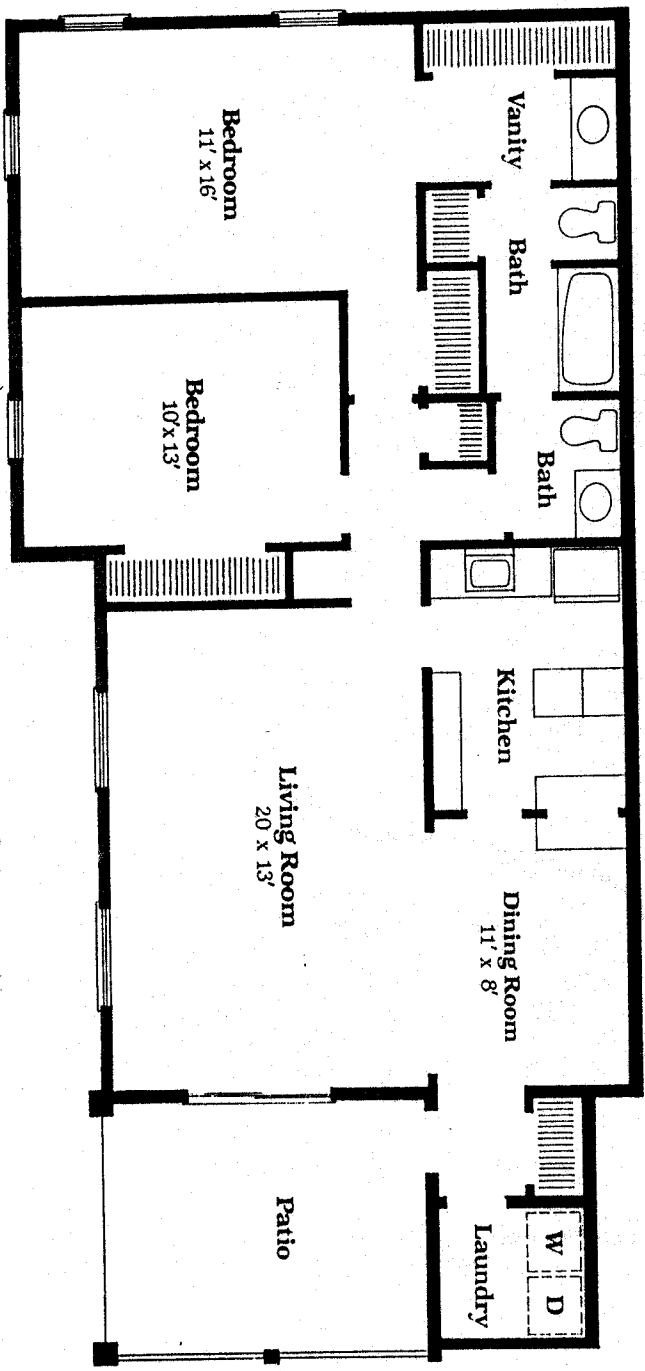 Vanity
Bath
Bath
Bedroom
11' x 16'
Bedroom
10' x 13'
Kitchen
Living Room
20 x 13'
Dining Room
11' x 8'
Patio
Laundry
W
D